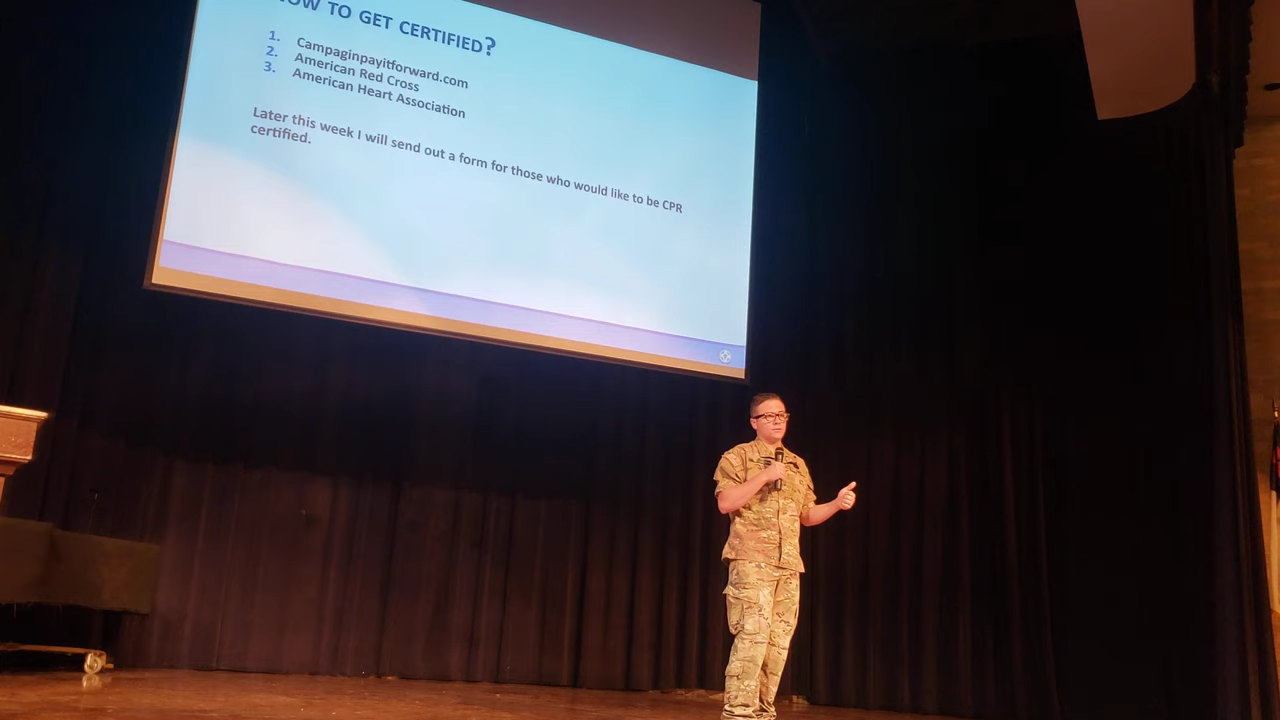 HOW TO GET CERTIFIED?
1. Campaginpayitforward.com
2. American Red Cross
3. American Heart Association
Later this week I will send out a form for those who would like to be CPR
certified.